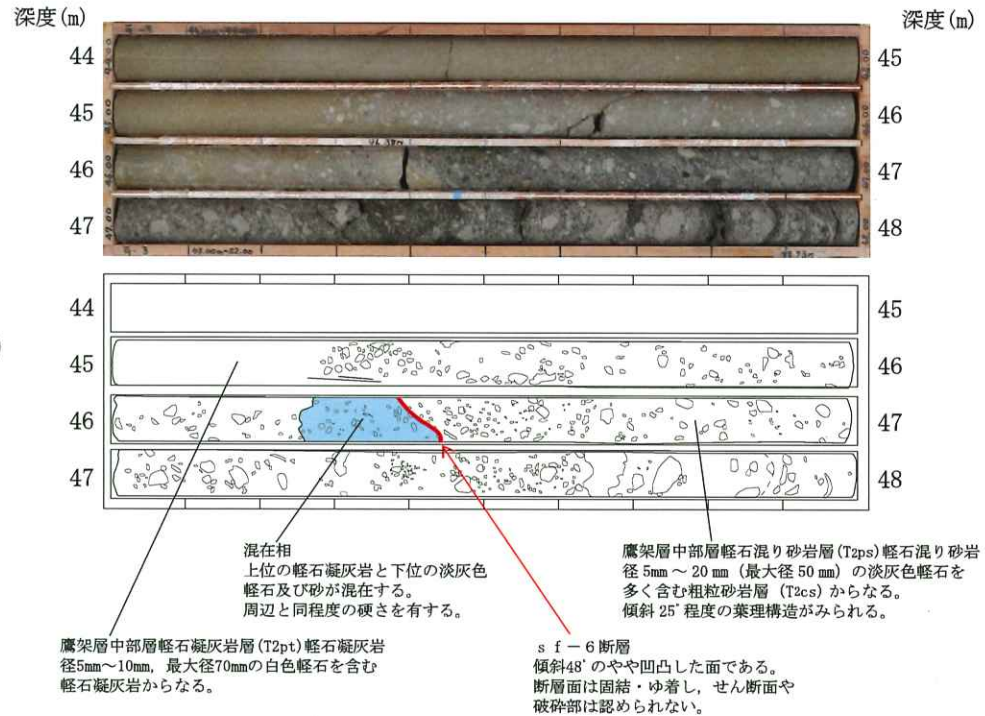 深度(m)
深度(m)
44
45
45
46
46
47
47
48
44
45
45
46
46
47
47
48
混在相
上位の軽石凝灰岩と下位の淡灰色
軽石及び砂が混在する。
周辺と同程度の硬さを有する。
鷹架層中部層軽石混り砂岩層(T2ps)軽石混り砂岩
径5mm～20mm (最大径50mm) の淡灰色軽石を
多く含む粗粒砂岩層 (T2cs) からなる。
傾斜25°程度の葉理構造がみられる。
鷹架層中部層軽石凝灰岩層(T2pt)軽石凝灰岩
径5mm～10mm, 最大径70mmの白色軽石を含む
軽石凝灰岩からなる。
ｓｆ－６断層
傾斜48°のやや凹凸した面である。
断層面は固結・ゆ着し, せん断面や
破砕部は認められない。